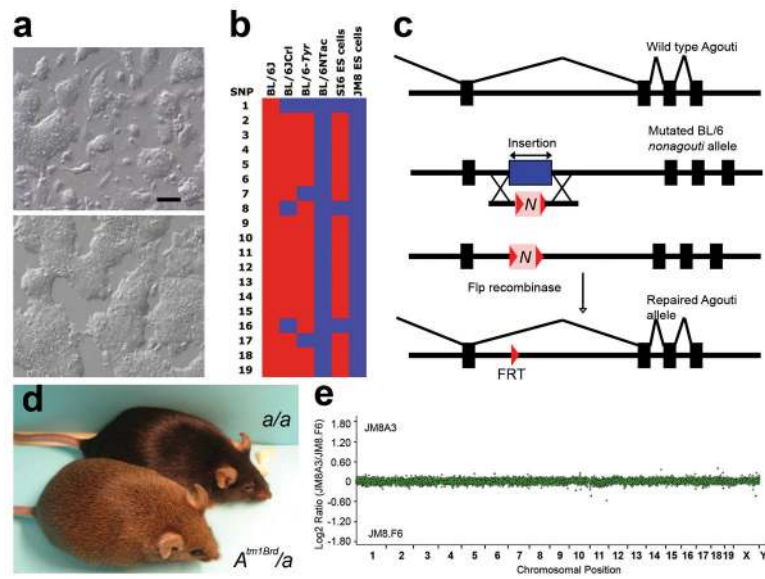 a
b
BL/6J
BL/6JCrl
BL/6-Tyr
BL/6NTac
SI6 ES cells
JM8 ES cells
SNP
1
2
3
4
5
6
7
8
9
10
11
12
13
14
15
16
17
18
19
c
Wild type Agouti
Insertion
Mutated BL/6
nonagouti allele
N
N
Flp recombinase
Repaired Agouti
allele
FRT
d
a/a
A^tm1Brd/a
e
Log2 Ratio (JM8A3/JM8.F6)
1.80
1.20
0.60
0
-0.60
-1.20
-1.80
JM8A3
JM8.F6
1 2 3 4 5 6 7 8 9 10 11 12 13 14 15 16 17 18 19 X Y
Chromosomal Position